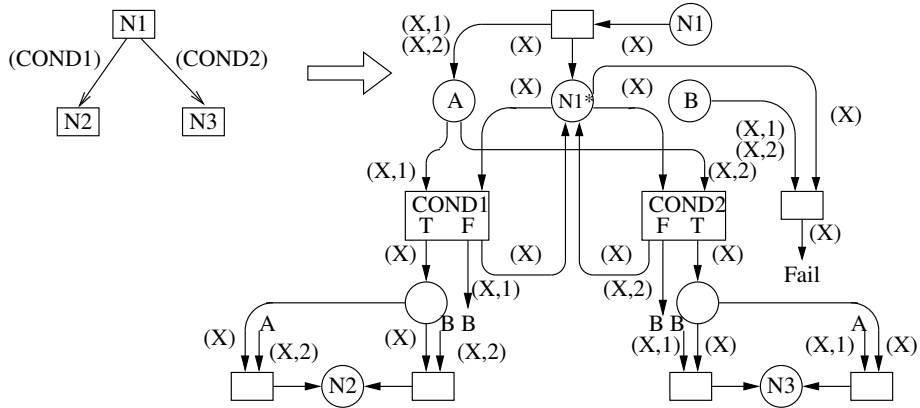 N1
(COND1) (COND2)
N2 N3
(X,1)
(X,2)
(X) (X) N1
A (X) N1* (X) B (X)
(X,1)
(X,2)
(X,1) (X,2)
COND1
T F
COND2
F T
(X) (X) (X) (X) (X)
Fail
(X,1) (X,2)
(X) A (X) B B (X,2)
(X,2)
B B (X,1) (X) A
(X,1) (X)
N2 N3